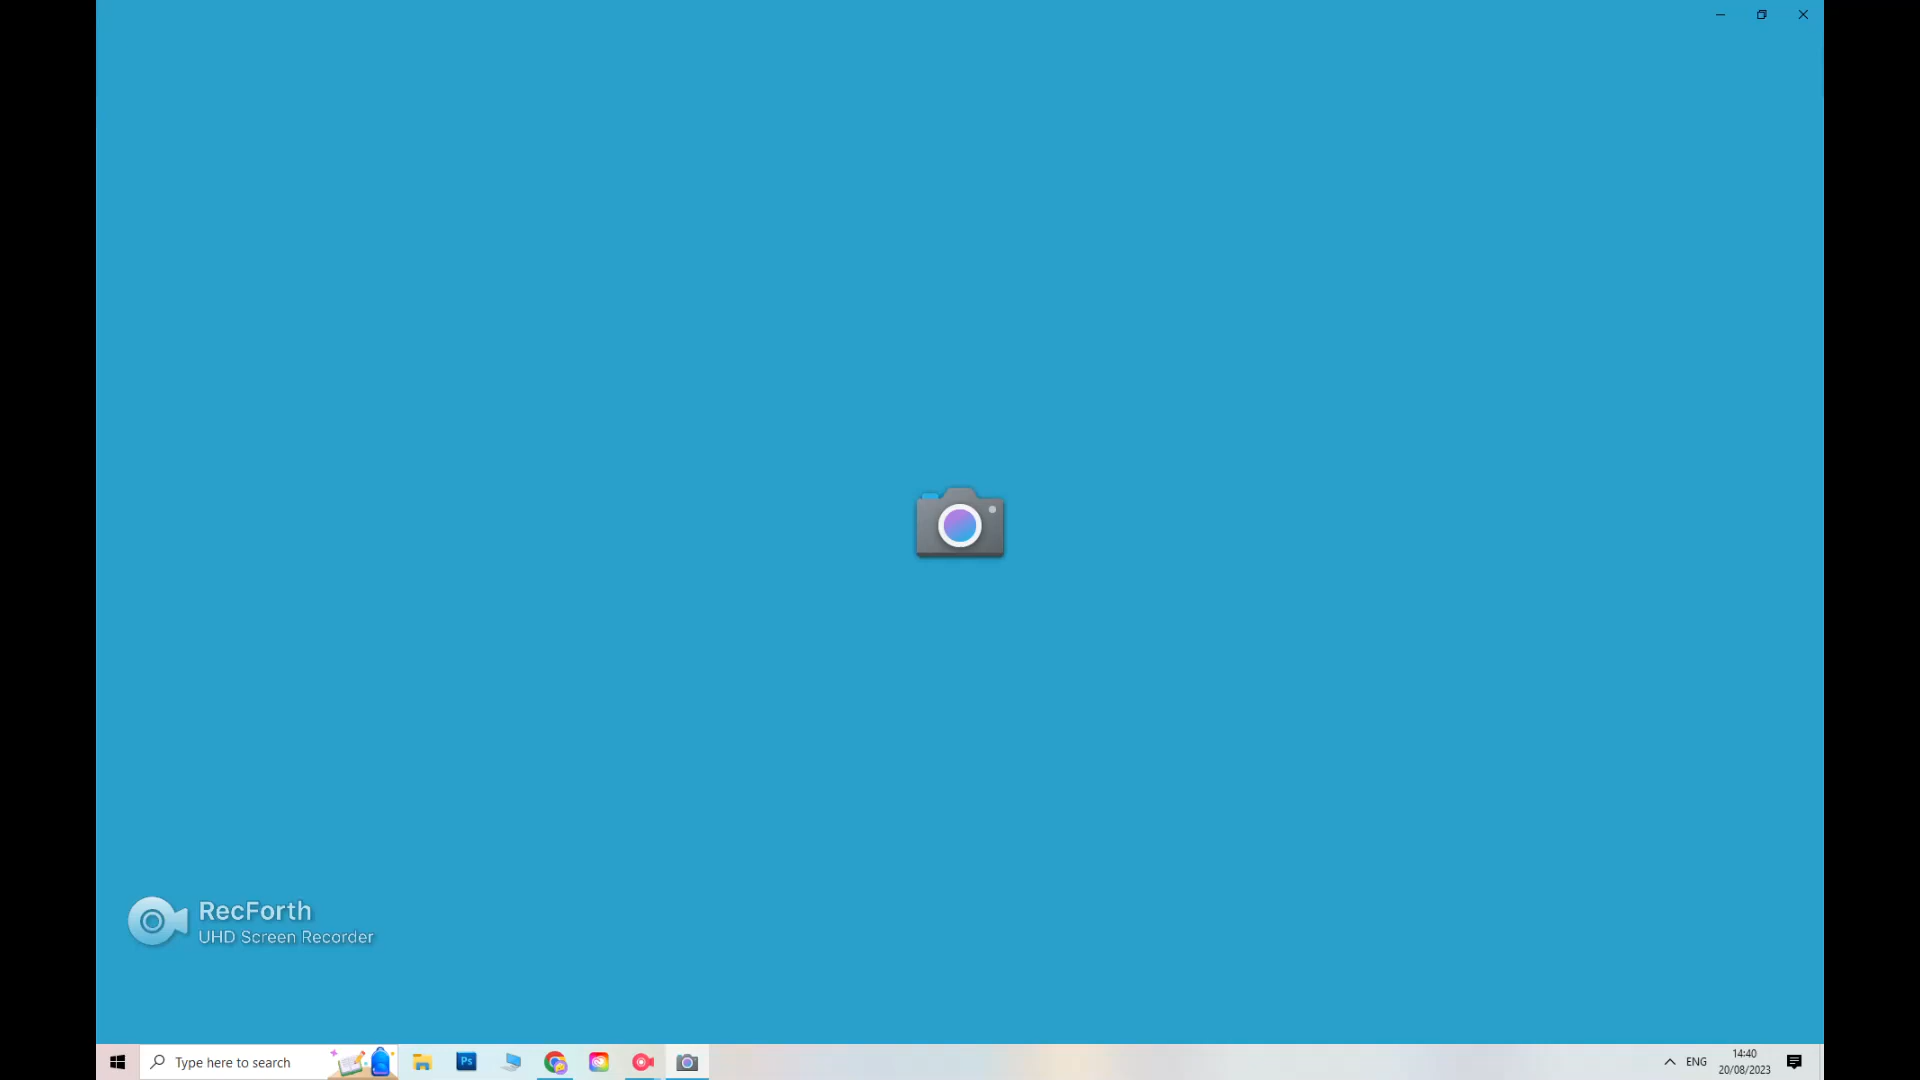 RecForth
UHD Screen Recorder
Type here to search
Ps
ENG
14:40
20/08/2023